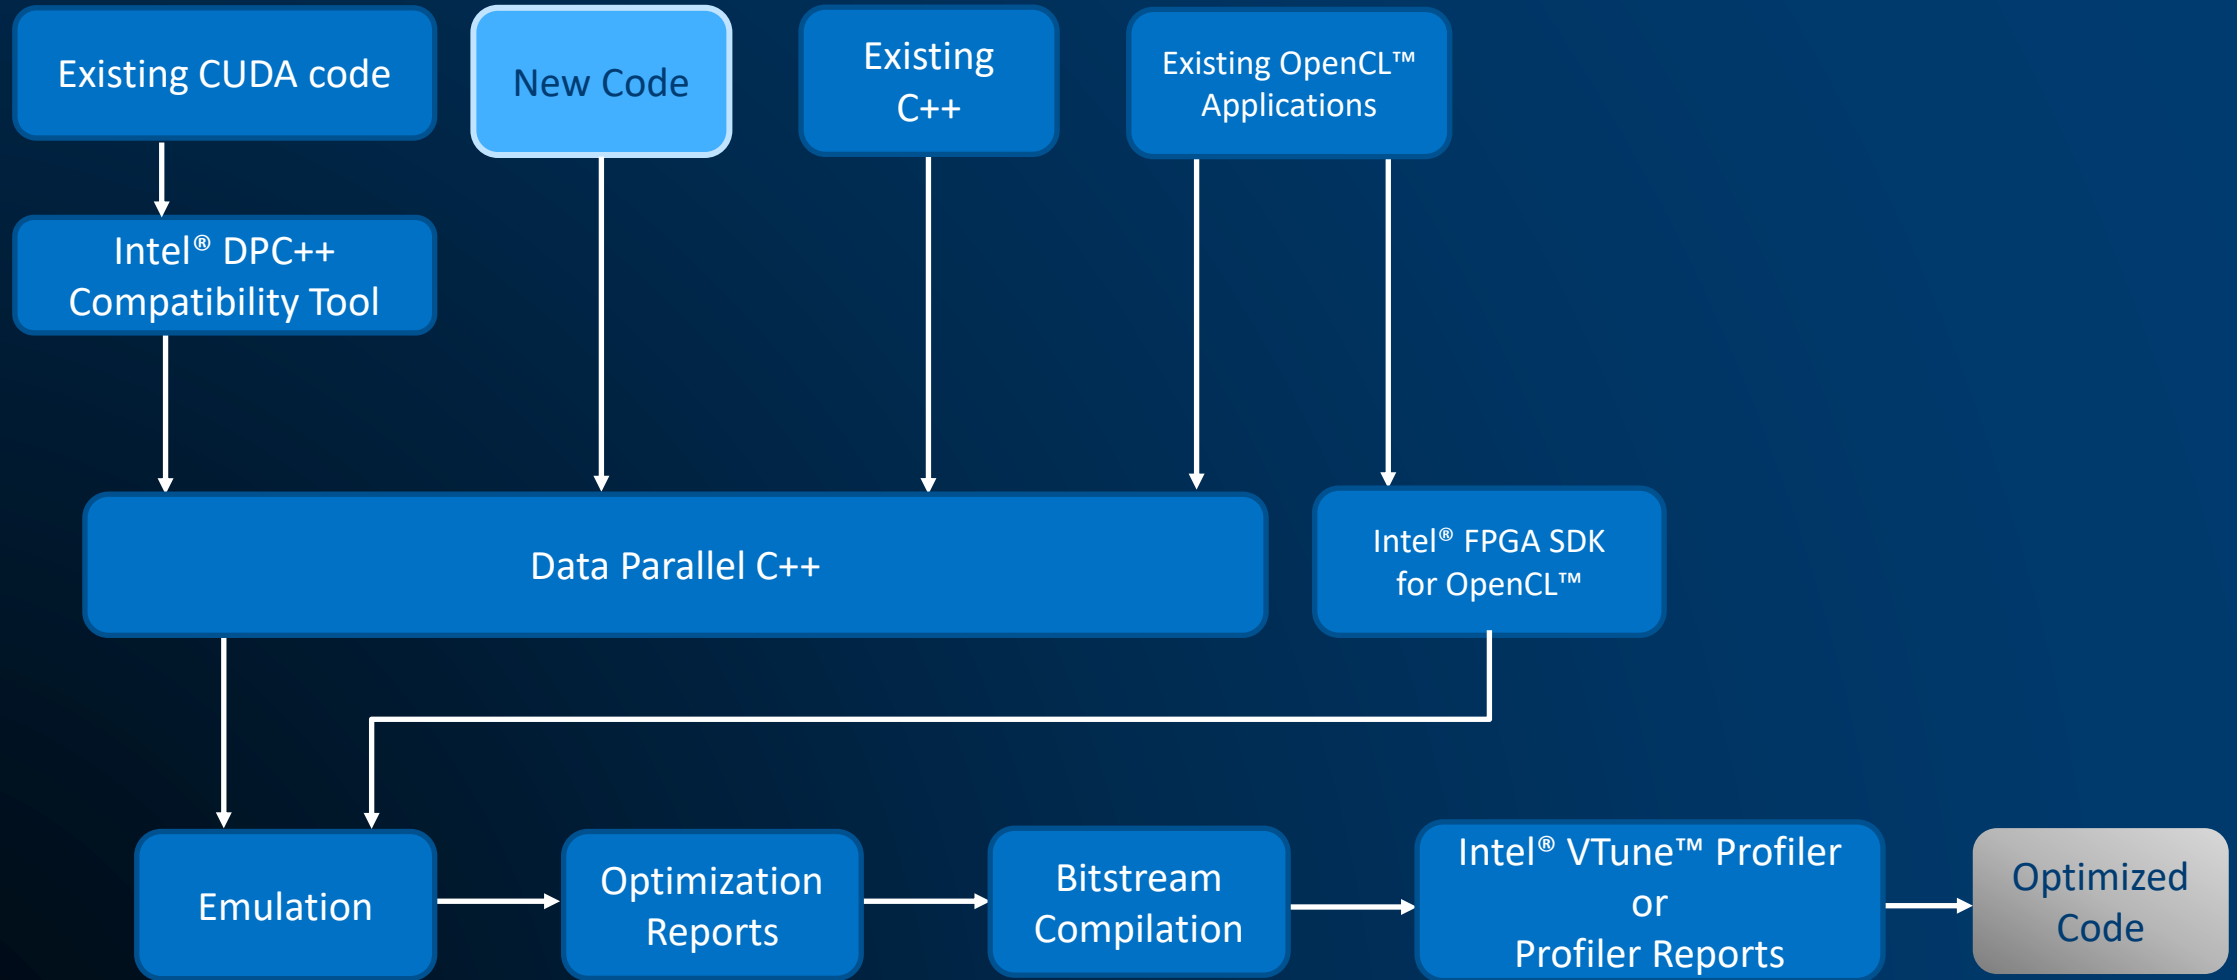 Existing CUDA code
New Code
Existing
C++
Existing OpenCL™
Applications
Intel® DPC++
Compatibility Tool
Data Parallel C++
Intel® FPGA SDK
for OpenCL™
Emulation
Optimization
Reports
Bitstream
Compilation
Intel® VTune™ Profiler
or
Profiler Reports
Optimized
Code